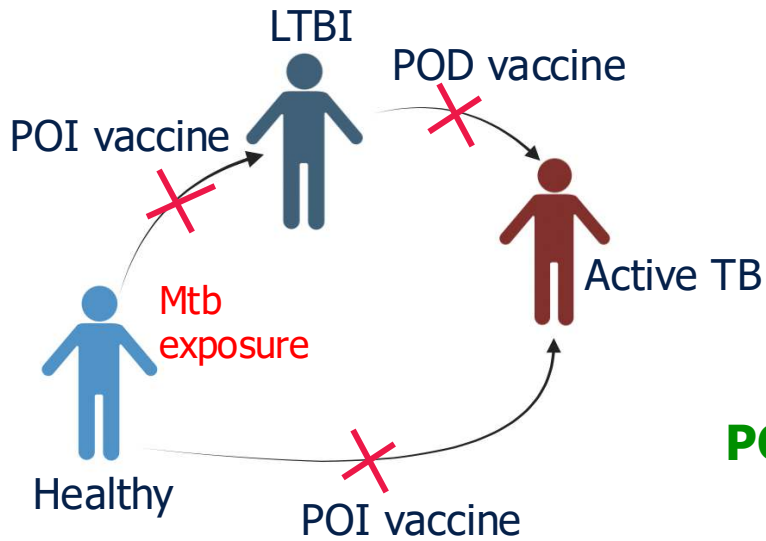 LTBI
POD vaccine
POI vaccine
Active TB
Mtb
exposure
Healthy
POI vaccine